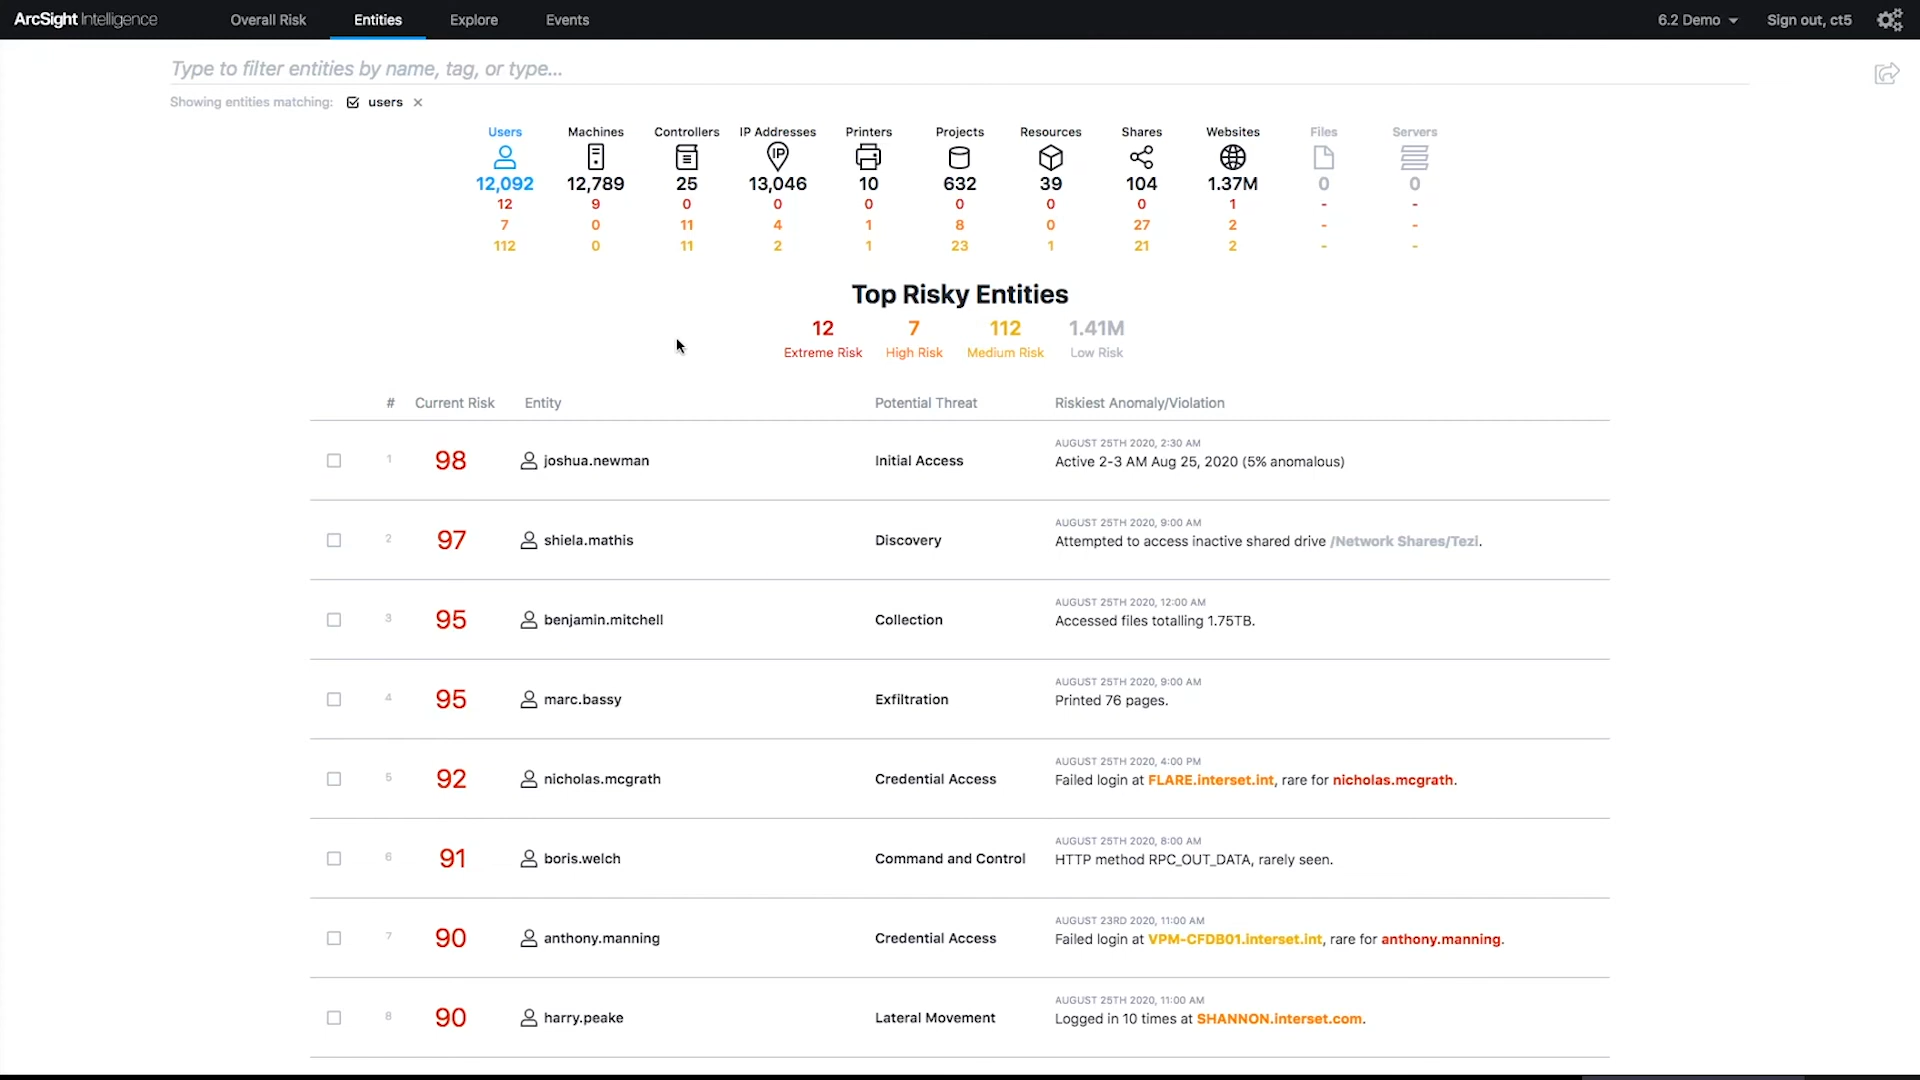 ArcSight Intelligence
Overall Risk
Entities
Explore
Events
6.2 Demo
Sign out, ct5
Type to filter entities by name, tag, or type...
Showing entities matching: users ×
Users Machines Controllers IP Addresses Printers Projects Resources Shares Websites Files Servers
IP
12,092 12,789 25 13,046 10 632 39 104 1.37M 0 0
12 9 0 0 0 0 0 0 1 - -
7 0 11 4 1 8 0 27 2 - -
112 0 11 2 1 23 1 21 2 - -
Top Risky Entities
12 7 112 1.41M
Extreme Risk High Risk Medium Risk Low Risk
# Current Risk Entity Potential Threat Riskiest Anomaly/Violation
AUGUST 25TH 2020, 2:30 AM
1 98 joshua.newman Initial Access Active 2-3 AM Aug 25, 2020 (5% anomalous)
AUGUST 25TH 2020, 9:00 AM
2 97 shiela.mathis Discovery Attempted to access inactive shared drive /Network Shares/Tezi.
AUGUST 25TH 2020, 12:00 AM
3 95 benjamin.mitchell Collection Accessed files totalling 1.75TB.
AUGUST 25TH 2020, 9:00 AM
4 95 marc.bassy Exfiltration Printed 76 pages.
AUGUST 25TH 2020, 4:00 PM
5 92 nicholas.mcgrath Credential Access Failed login at FLARE.interset.int, rare for nicholas.mcgrath.
AUGUST 25TH 2020, 8:00 AM
6 91 boris.welch Command and Control HTTP method RPC_OUT_DATA, rarely seen.
AUGUST 23RD 2020, 11:00 AM
7 90 anthony.manning Credential Access Failed login at VPM-CFDB01.interset.int, rare for anthony.manning.
AUGUST 25TH 2020, 11:00 AM
8 90 harry.peake Lateral Movement Logged in 10 times at SHANNON.interset.com.